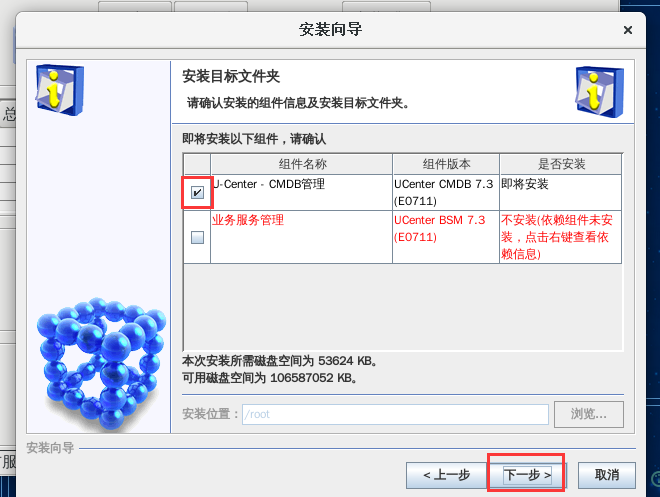 安装向导
安装目标文件夹
请确认安装的组件信息及安装目标文件夹。
即将安装以下组件，请确认
组件名称 组件版本 是否安装
U-Center - CMDB管理 UCenter CMDB 7.3 即将安装
(E0711)
业务服务管理 UCenter BSM 7.3 不安装(依赖组件未安
(E0711) 装，点击右键查看依
赖信息)
本次安装所需磁盘空间为 53624 KB。
可用磁盘空间为 106587052 KB。
安装位置： /root 浏览...
安装向导
< 上一步 下一步 > 取消
总
服